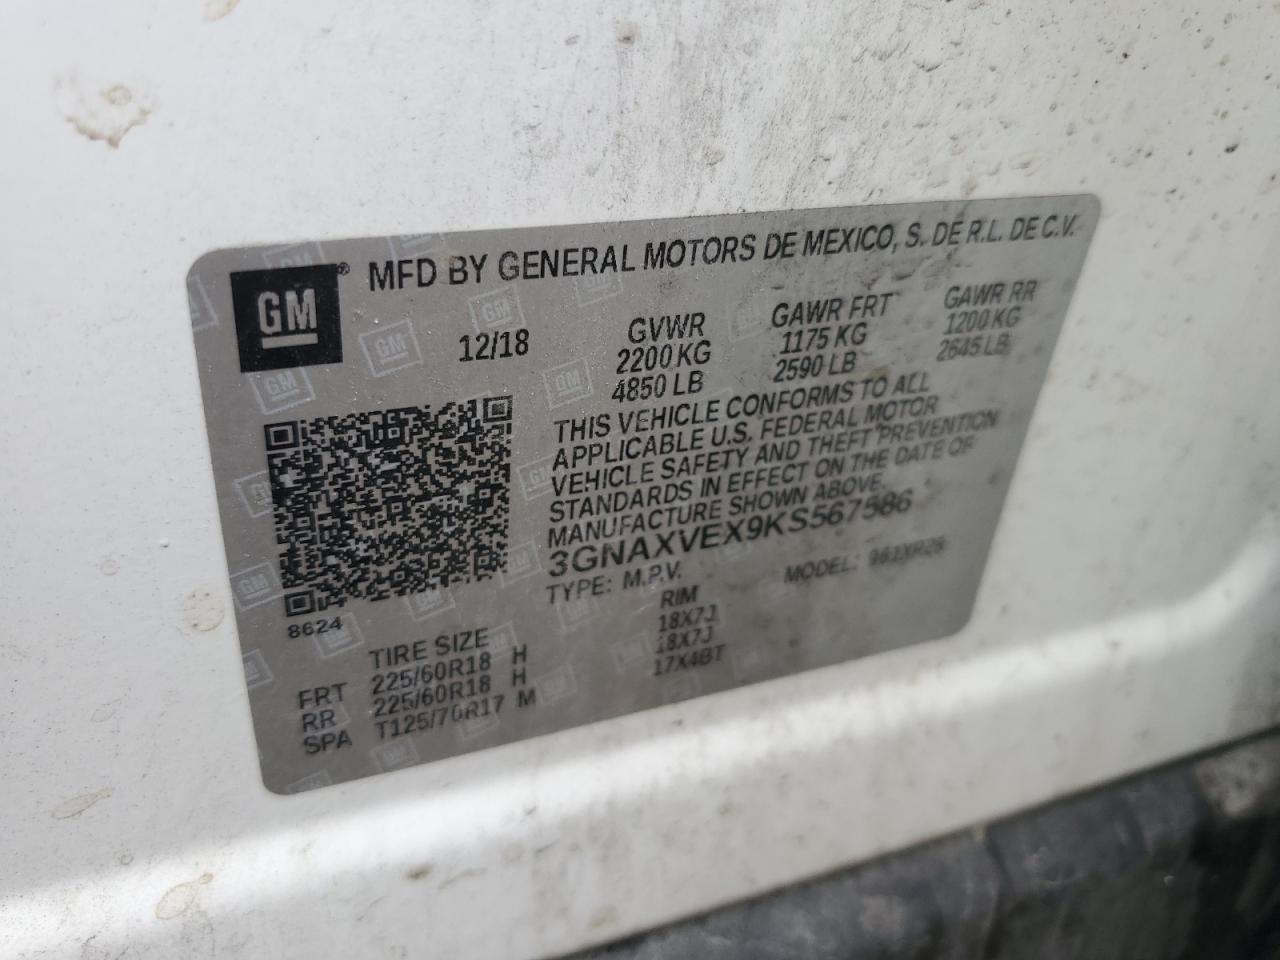 GM® MFD BY GENERAL MOTORS DE MEXICO, S. DE R.L. DE C.V.
12/18
GVWR
2200 KG
4850 LB
GAWR FRT
1175 KG
2590 LB
GAWR RR
1200 KG
2645 LB
THIS VEHICLE CONFORMS TO ALL
APPLICABLE U.S. FEDERAL MOTOR
VEHICLE SAFETY AND THEFT PREVENTION
STANDARDS IN EFFECT ON THE DATE OF
MANUFACTURE SHOWN ABOVE.
3GNAXVEX9KS567586
TYPE: M.P.V. MODEL:
8624
TIRE SIZE RIM
FRT 225/60R18 H 18X7J
RR 225/60R18 H 18X7J
SPA T125/70R17 M 17X4BT